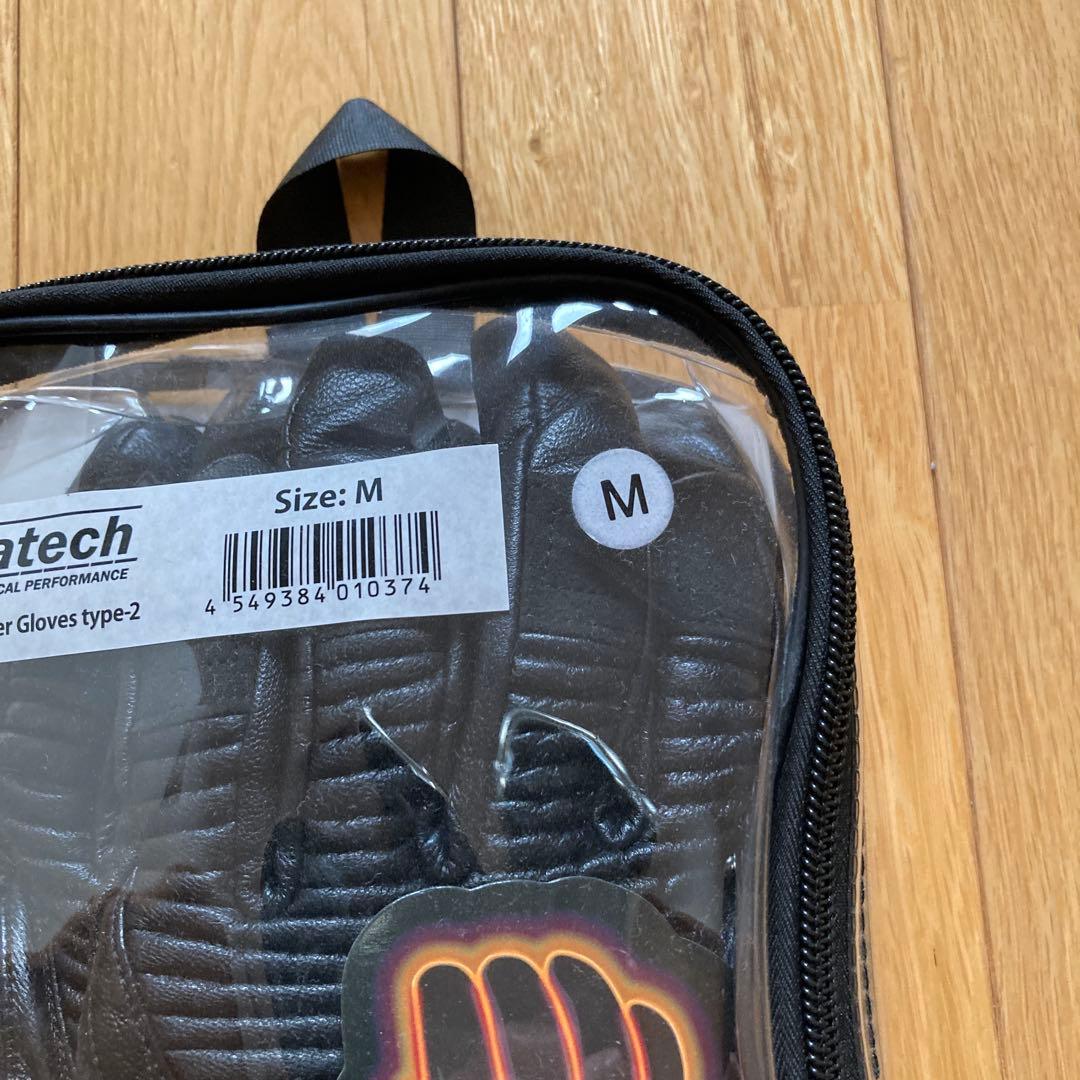 Size: M
atech
CAL PERFORMANCE
er Gloves type-2
4 549384 010374
M